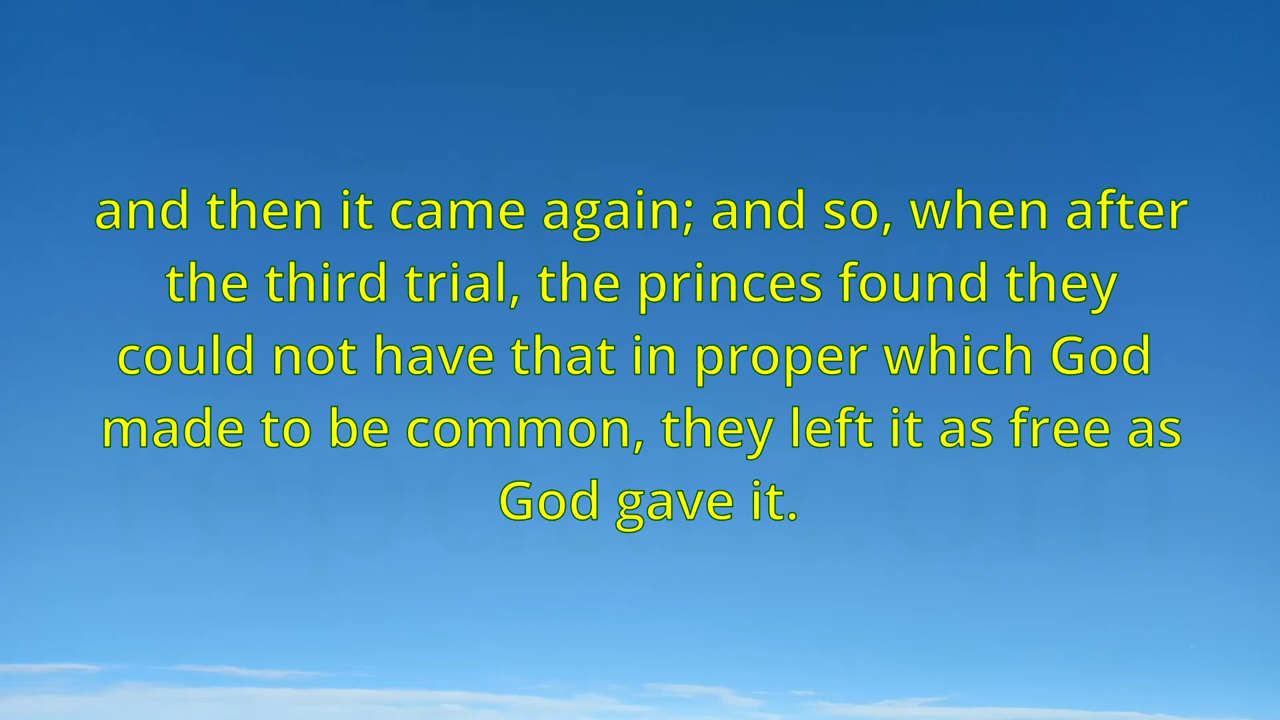 and then it came again; and so, when after
the third trial, the princes found they
could not have that in proper which God
made to be common, they left it as free as
God gave it.